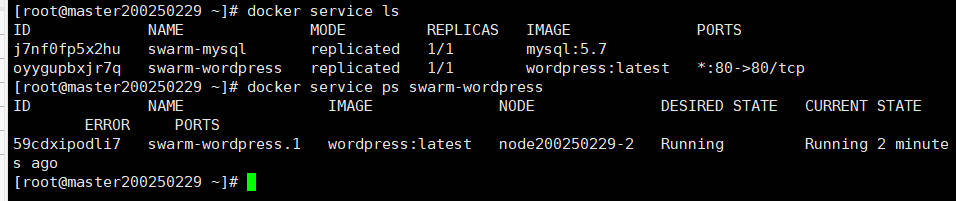 [root@master200250229 ~]# docker service ls
ID NAME MODE REPLICAS IMAGE PORTS
j7nf0fp5x2hu swarm-mysql replicated 1/1 mysql:5.7
oyygupbxjr7q swarm-wordpress replicated 1/1 wordpress:latest *:80->80/tcp
[root@master200250229 ~]# docker service ps swarm-wordpress
ID NAME IMAGE NODE DESIRED STATE CURRENT STATE
ERROR PORTS
59cdxipodli7 swarm-wordpress.1 wordpress:latest node200250229-2 Running Running 2 minute
s ago
[root@master200250229 ~]#